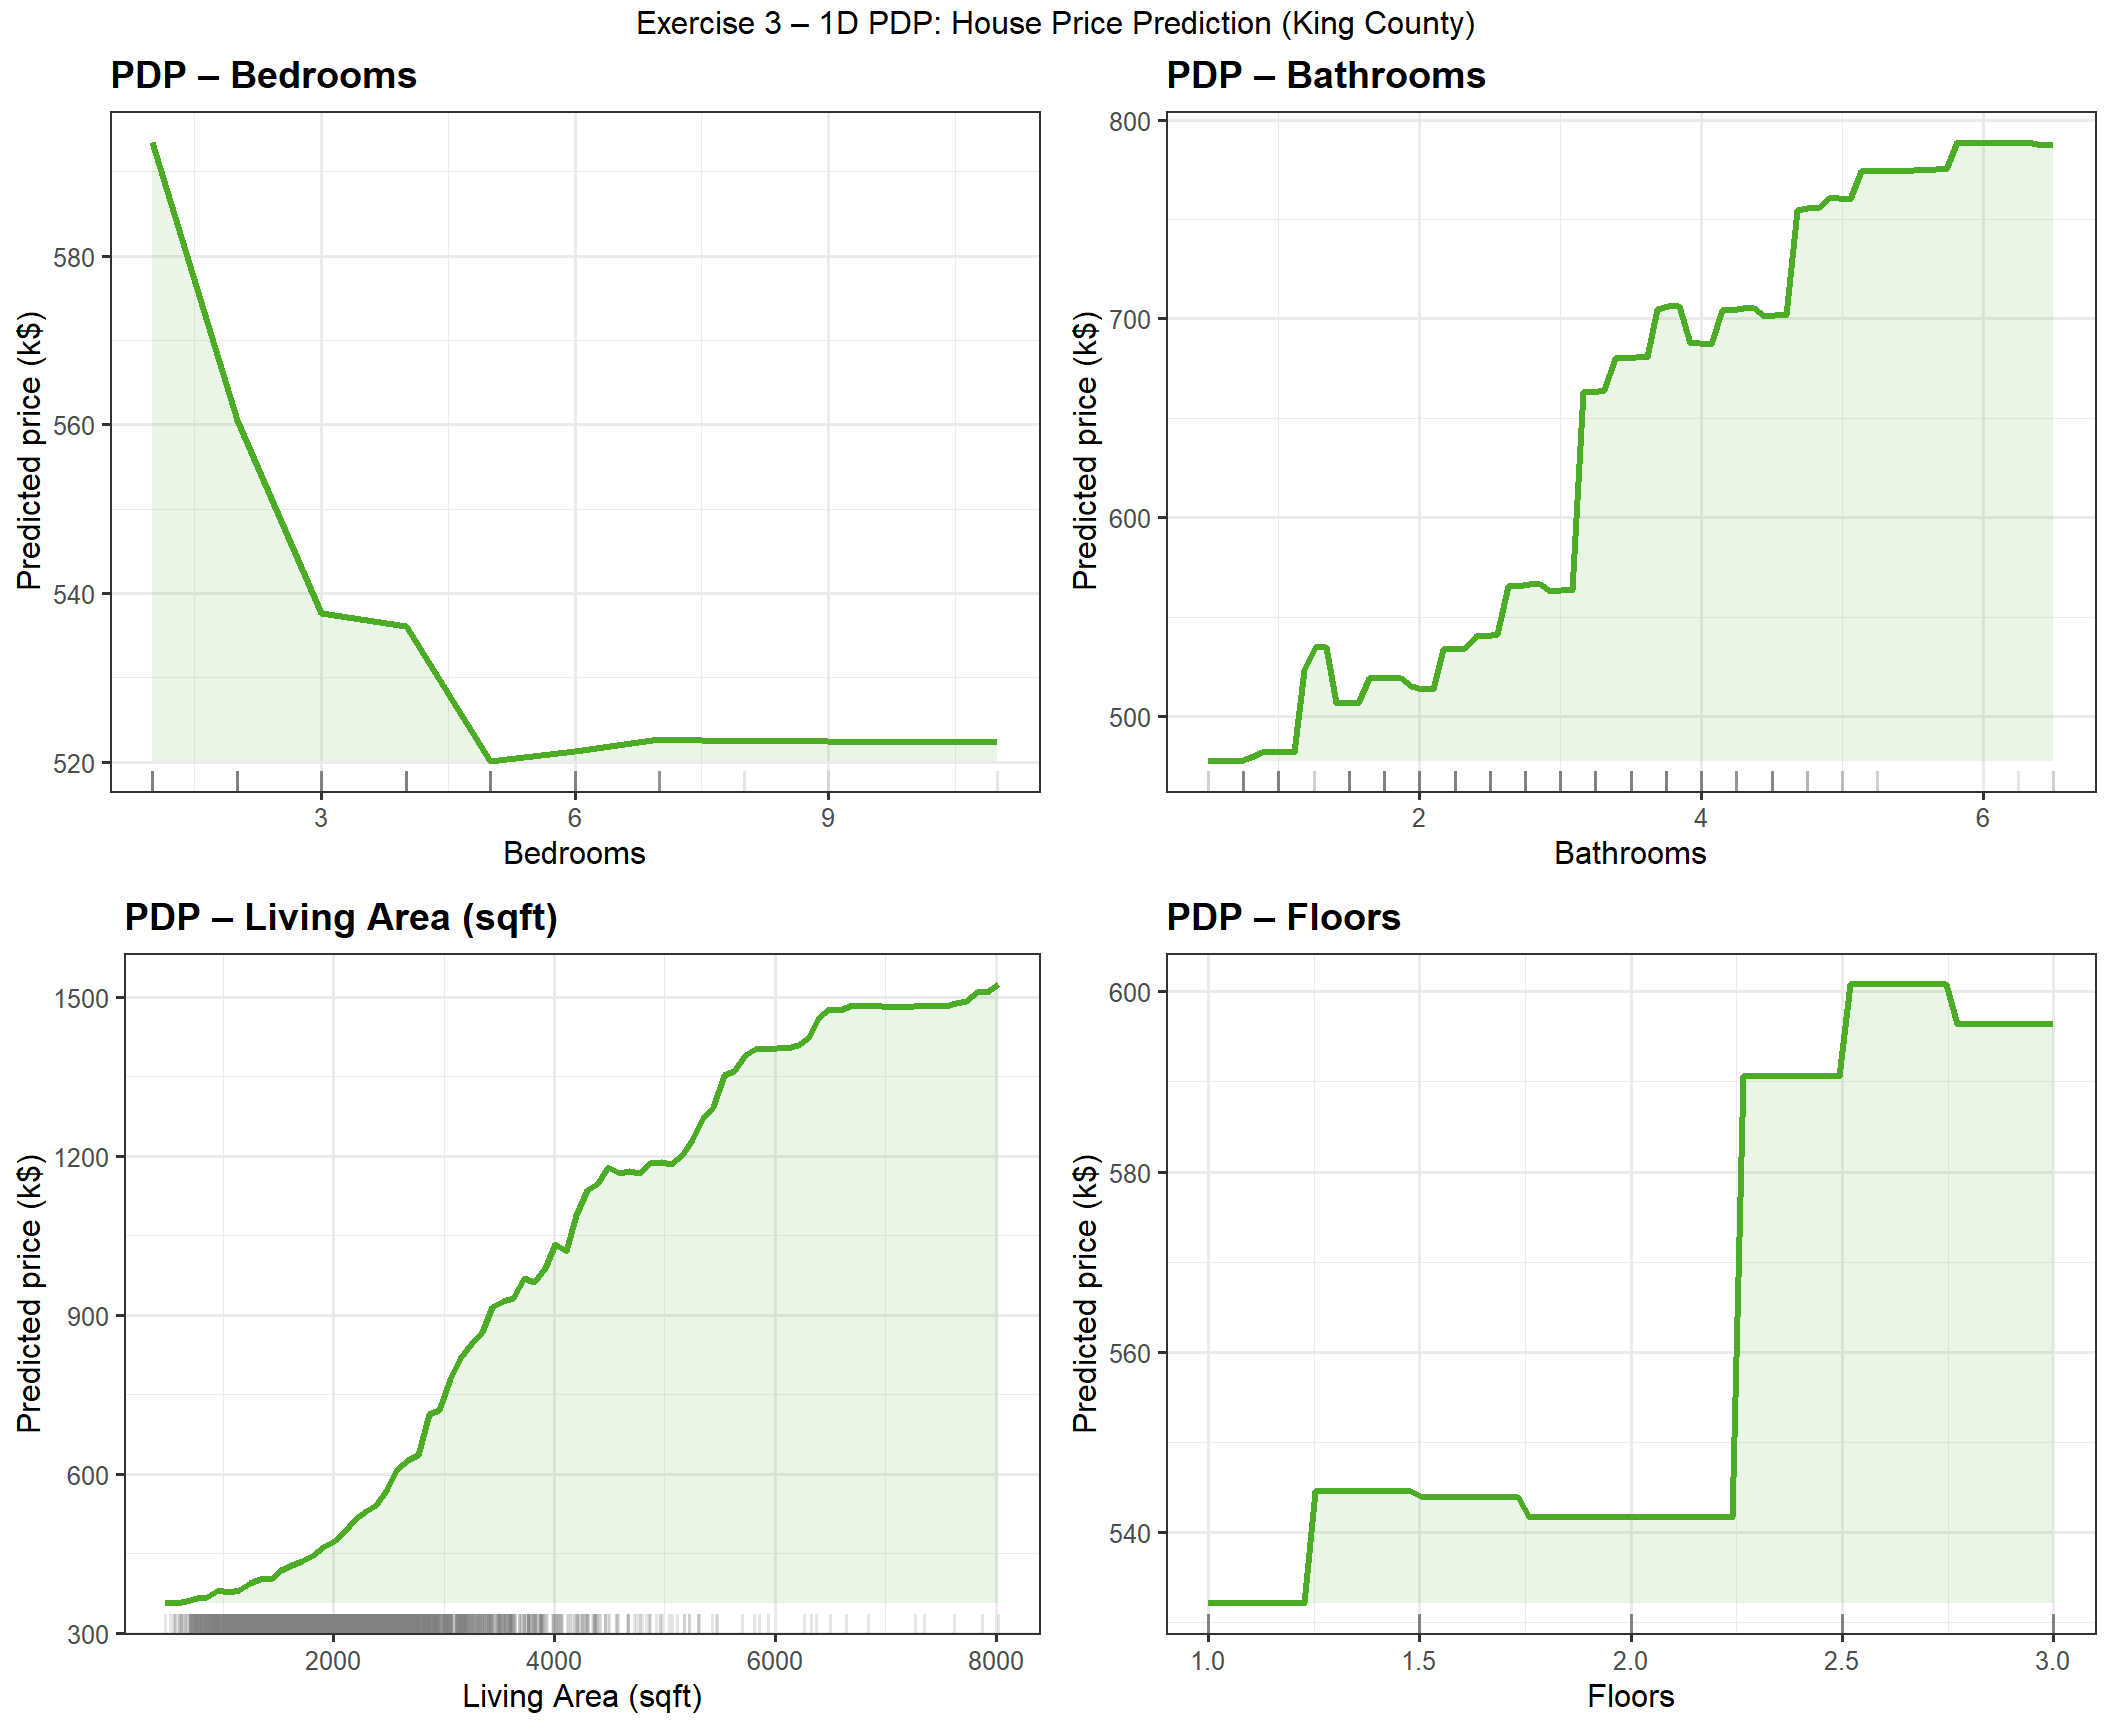 Exercise 3 – 1D PDP: House Price Prediction (King County)
PDP – Bedrooms
Predicted price (k$)
580
560
540
520
3 6 9
Bedrooms
PDP – Bathrooms
Predicted price (k$)
800
700
600
500
2 4 6
Bathrooms
PDP – Living Area (sqft)
Predicted price (k$)
1500
1200
900
600
300
2000 4000 6000 8000
Living Area (sqft)
PDP – Floors
Predicted price (k$)
600
580
560
540
1.0 1.5 2.0 2.5 3.0
Floors